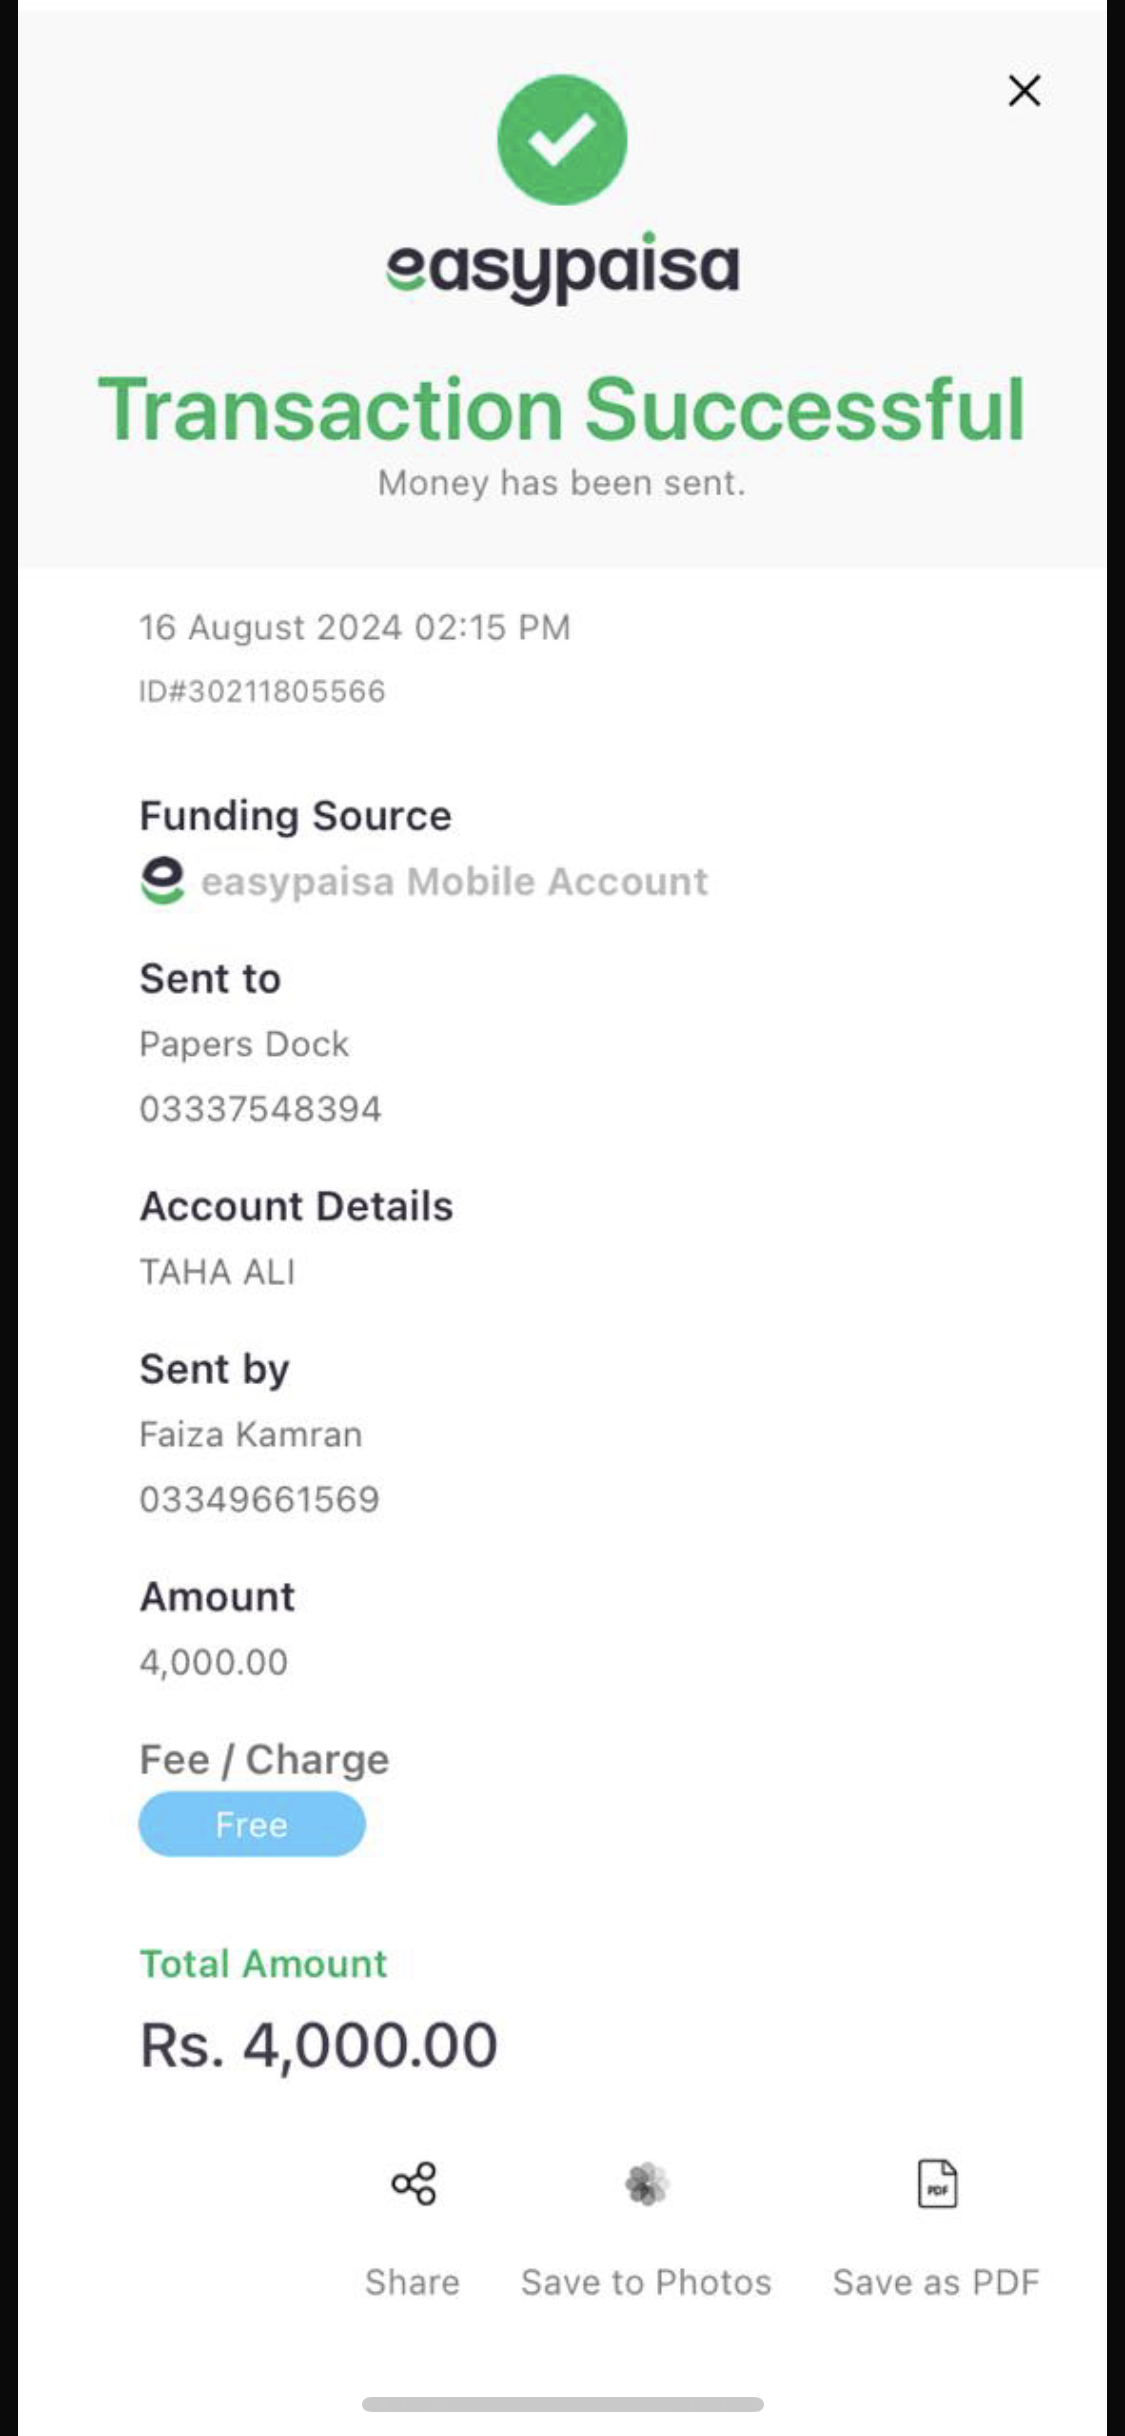 easypaisa
Transaction Successful
Money has been sent.
16 August 2024 02:15 PM
ID#30211805566
Funding Source
easypaisa Mobile Account
Sent to
Papers Dock
03337548394
Account Details
TAHA ALI
Sent by
Faiza Kamran
03349661569
Amount
4,000.00
Fee / Charge
Free
Total Amount
Rs. 4,000.00
PDF
Share Save to Photos Save as PDF